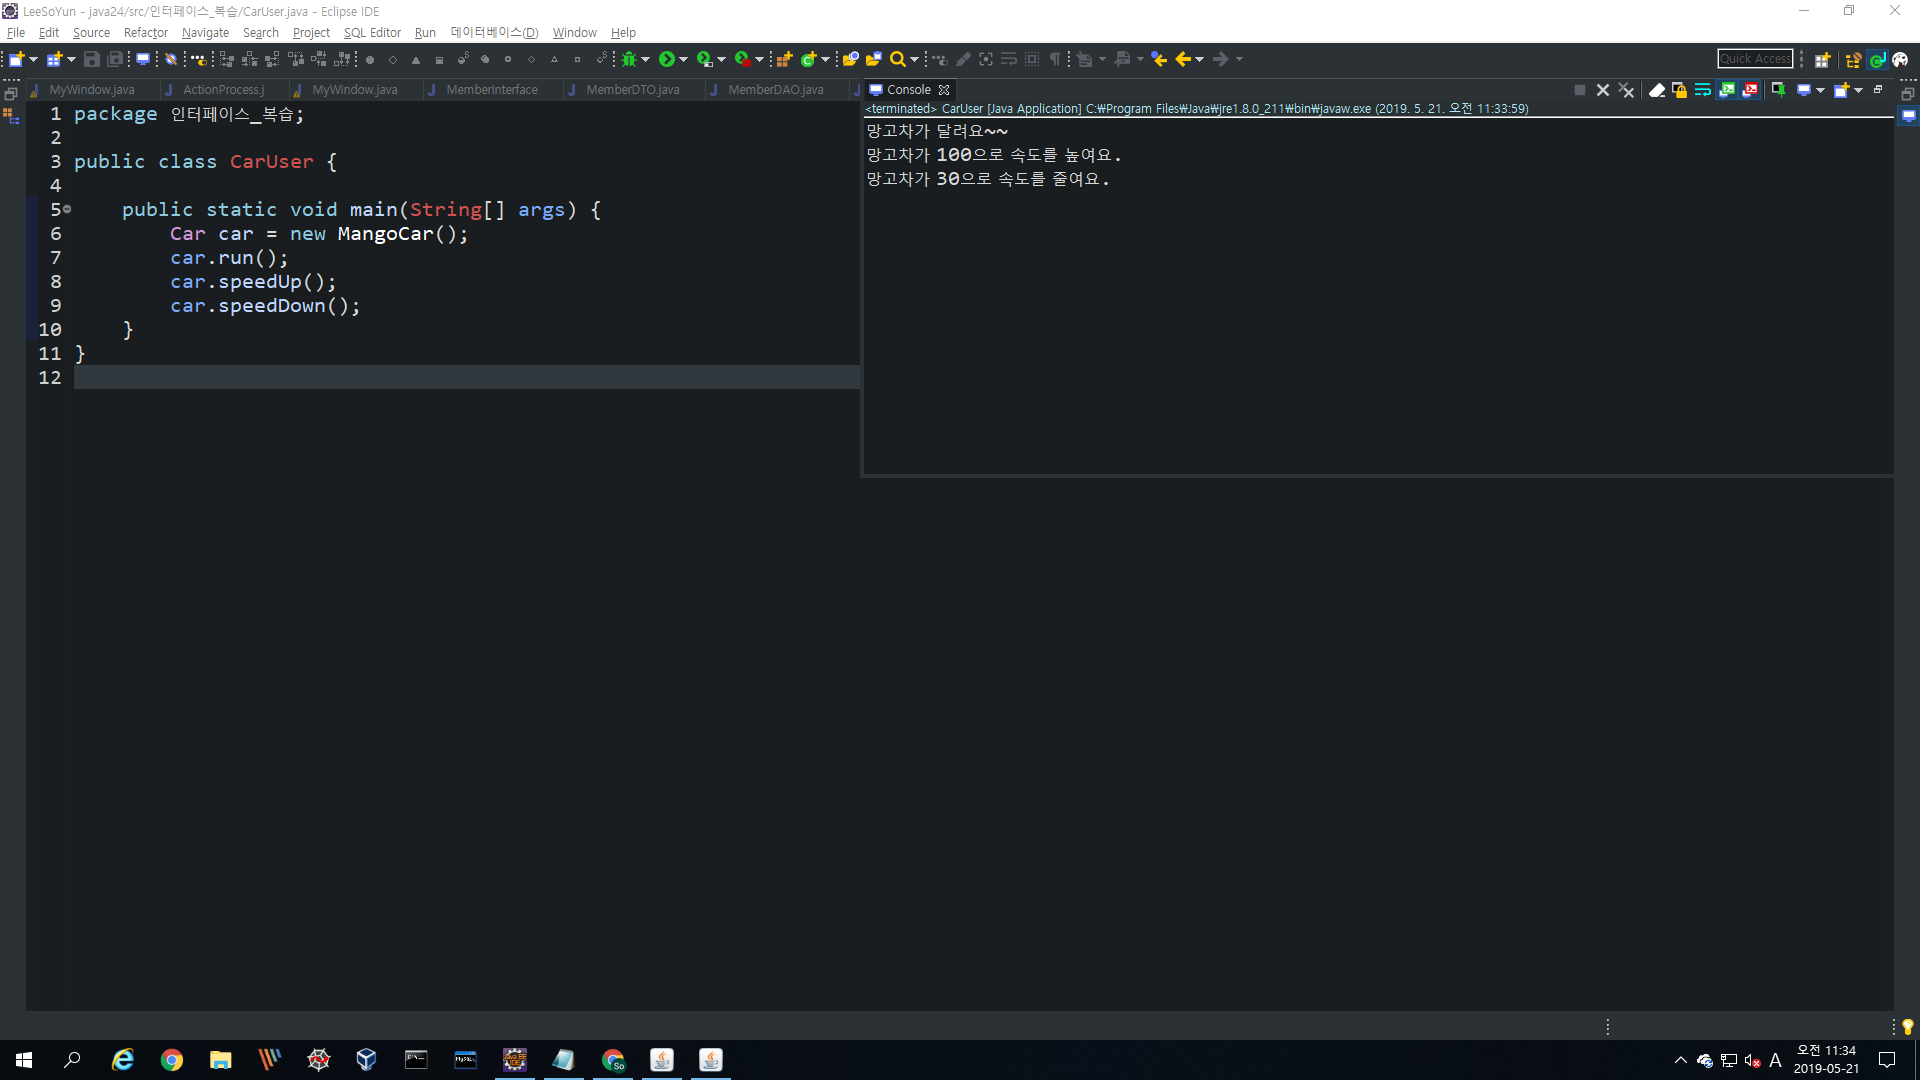 LeeSoYun - java24/src/인터페이스_복습/CarUser.java - Eclipse IDE
File Edit Source Refactor Navigate Search Project SQL Editor Run 데이터베이스(D) Window Help
Quick Access
MyWindow.java ActionProcess.j MyWindow.java MemberInterface MemberDTO.java MemberDAO.java
1 package 인터페이스_복습;
2
3 public class CarUser {
4
5 public static void main(String[] args) {
6 Car car = new MangoCar();
7 car.run();
8 car.speedUp();
9 car.speedDown();
10 }
11 }
12
Console
<terminated> CarUser [Java Application] C:₩Program Files₩Java₩jre1.8.0_211₩bin₩javaw.exe (2019. 5. 21. 오전 11:33:59)
망고차가 달려요~~
망고차가 100으로 속도를 높여요.
망고차가 30으로 속도를 줄여요.
A
오전 11:34
2019-05-21